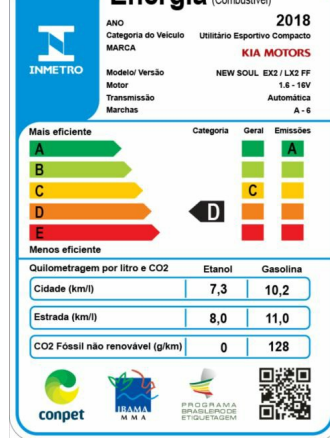 Energia (Combustível)
INMETRO
ANO 2018
Categoria do Veículo Utilitário Esportivo Compacto
MARCA KIA MOTORS
Modelo/ Versão NEW SOUL EX2 / LX2 FF
Motor 1.6 - 16V
Transmissão Automática
Marchas A - 6
Mais eficiente Categoria Geral Emissões
A A
B
C C
D D
E
Menos eficiente
Quilometragem por litro e CO2 Etanol Gasolina
Cidade (km/l) 7,3 10,2
Estrada (km/l) 8,0 11,0
CO2 Fóssil não renovável (g/km) 0 128
conpet
IBAMA
M M A
PROGRAMA
BRASILEIRO DE
ETIQUETAGEM